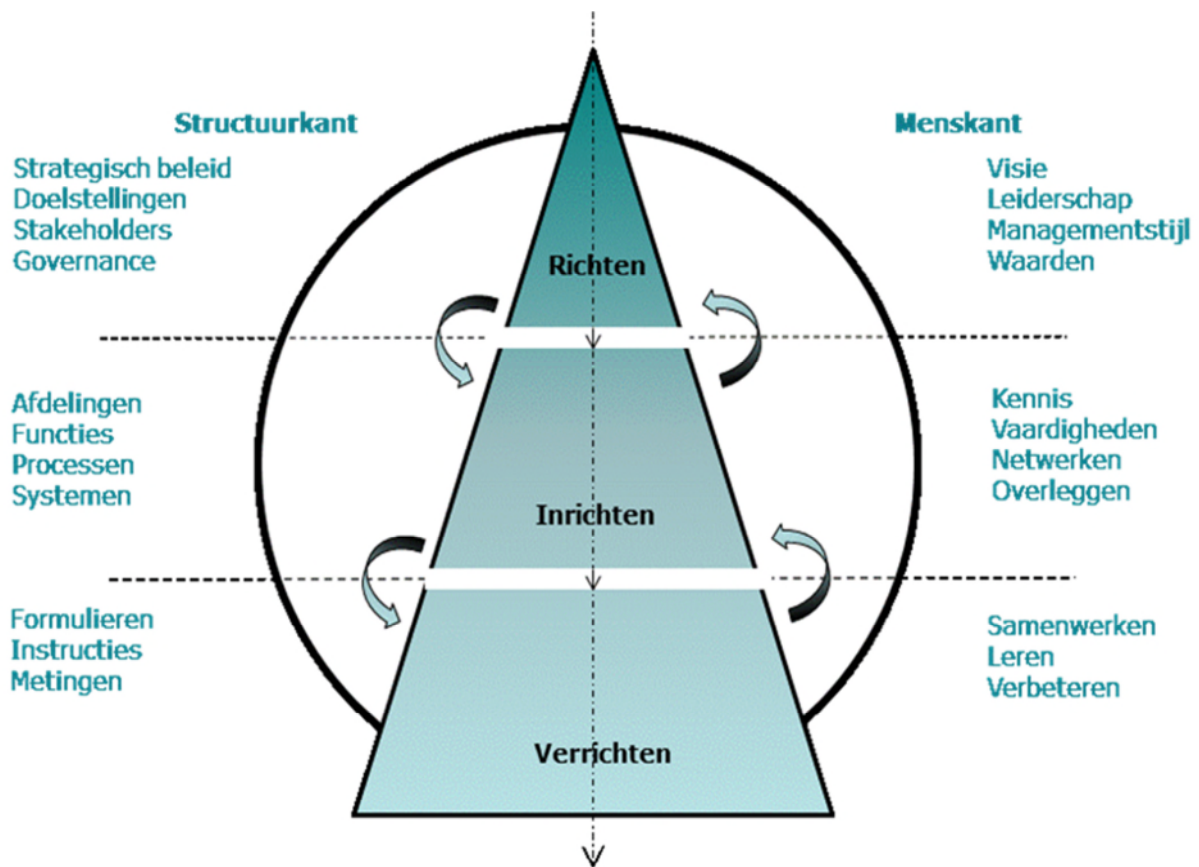 Structuurkant
Menskant
Strategisch beleid
Doelstellingen
Stakeholders
Governance
Visie
Leiderschap
Managementstijl
Waarden
Richten
Afdelingen
Functies
Processen
Systemen
Kennis
Vaardigheden
Netwerken
Overleggen
Inrichten
Formulieren
Instructies
Metingen
Samenwerken
Leren
Verbeteren
Verrichten